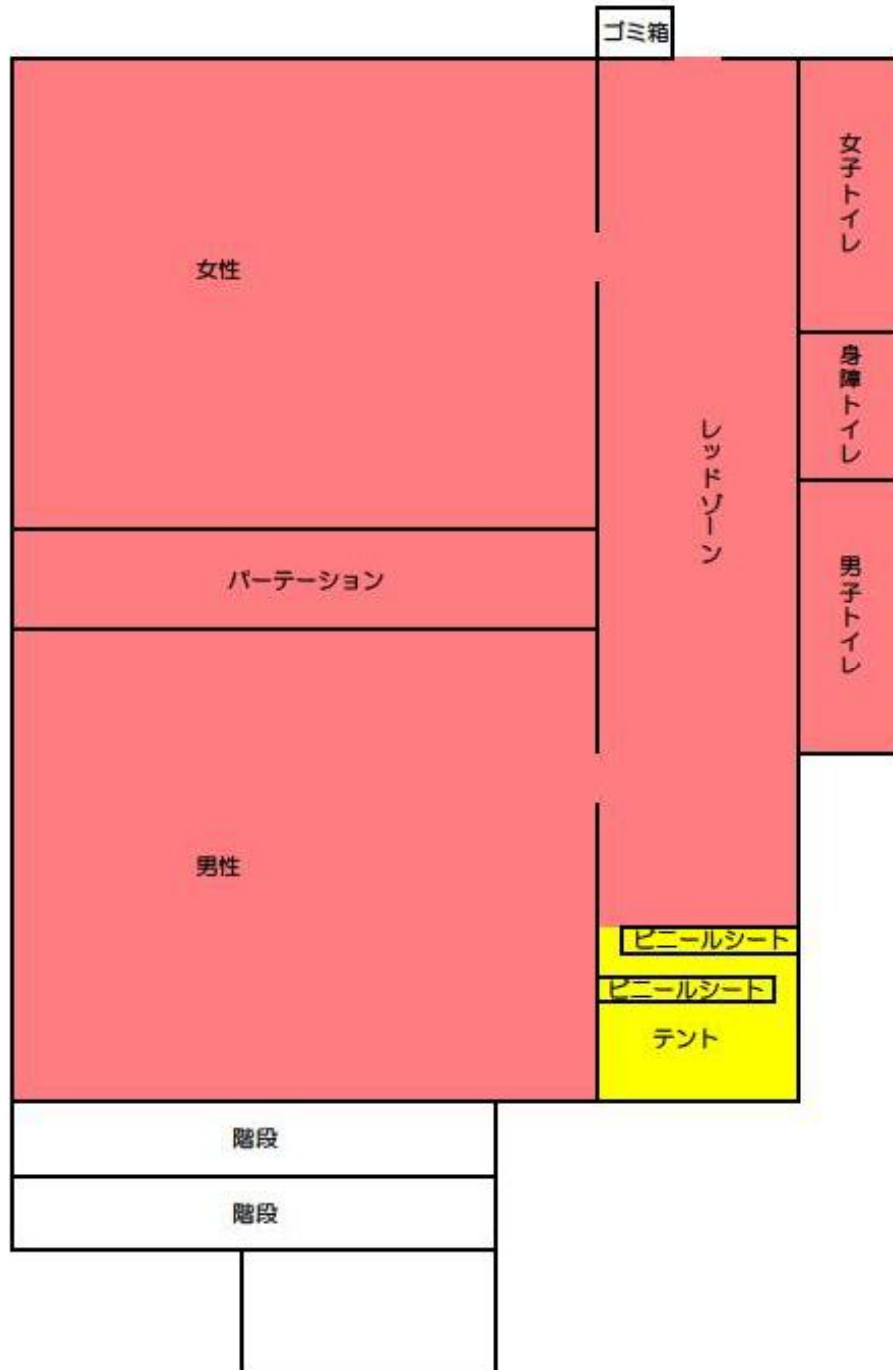 ゴミ箱
女子トイレ
女性
身障トイレ
レッドゾーン
パーテーション
男子トイレ
男性
ビニールシート
ビニールシート
テント
階段
階段